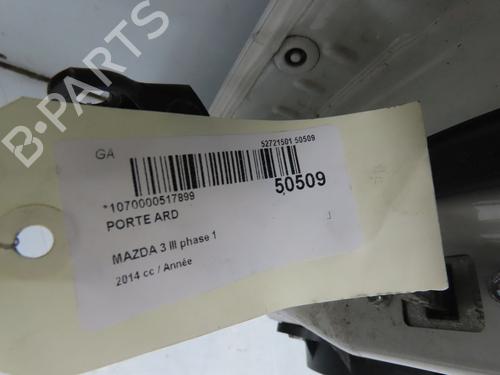 B-PARTS
GA
52721501 50509
*1070000517899
50509
PORTE ARD
MAZDA 3 III phase 1
2014 cc / Année